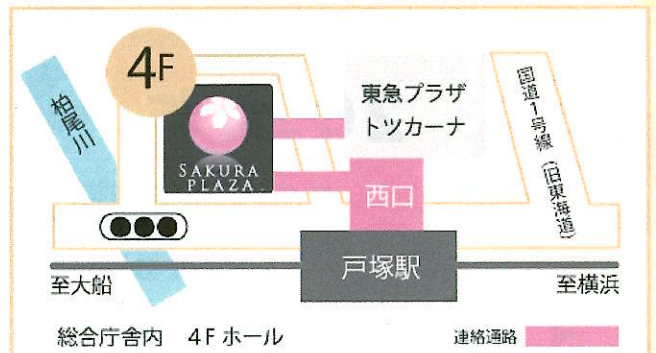 4F
柏尾川
SAKURA
PLAZA
東急プラザ
トツカーナ
国道1号線(旧東海道)
西口
戸塚駅
至大船
至横浜
総合庁舎内 4Fホール
連絡通路